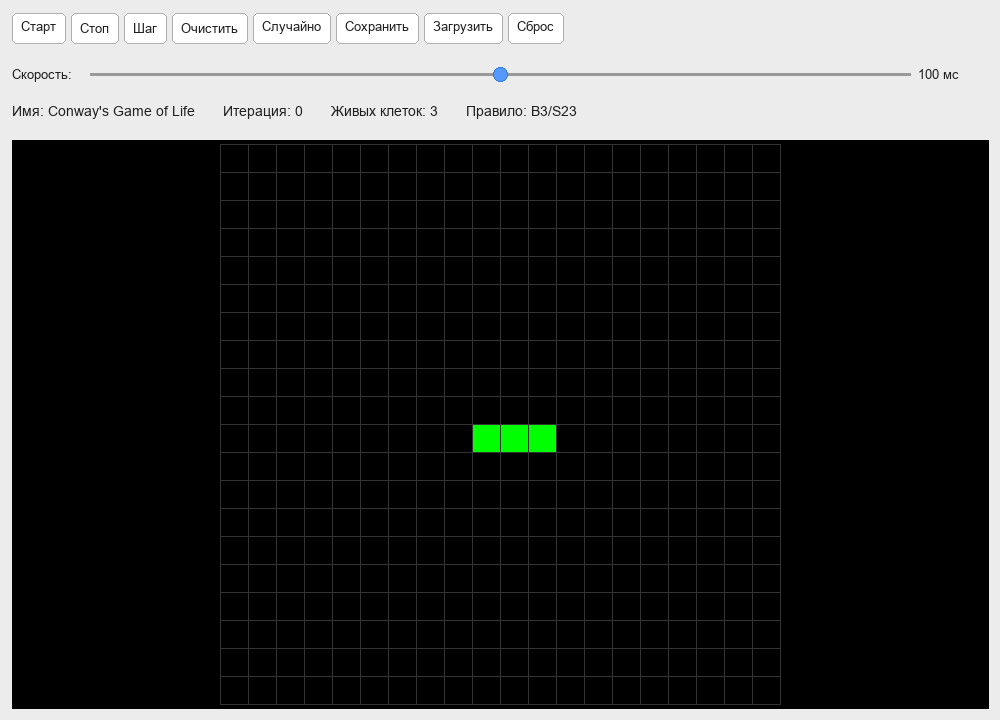 Старт Стоп Шаг Очистить Случайно Сохранить Загрузить Сброс
Скорость: 100 мс
Имя: Conway's Game of Life Итерация: 0 Живых клеток: 3 Правило: B3/S23